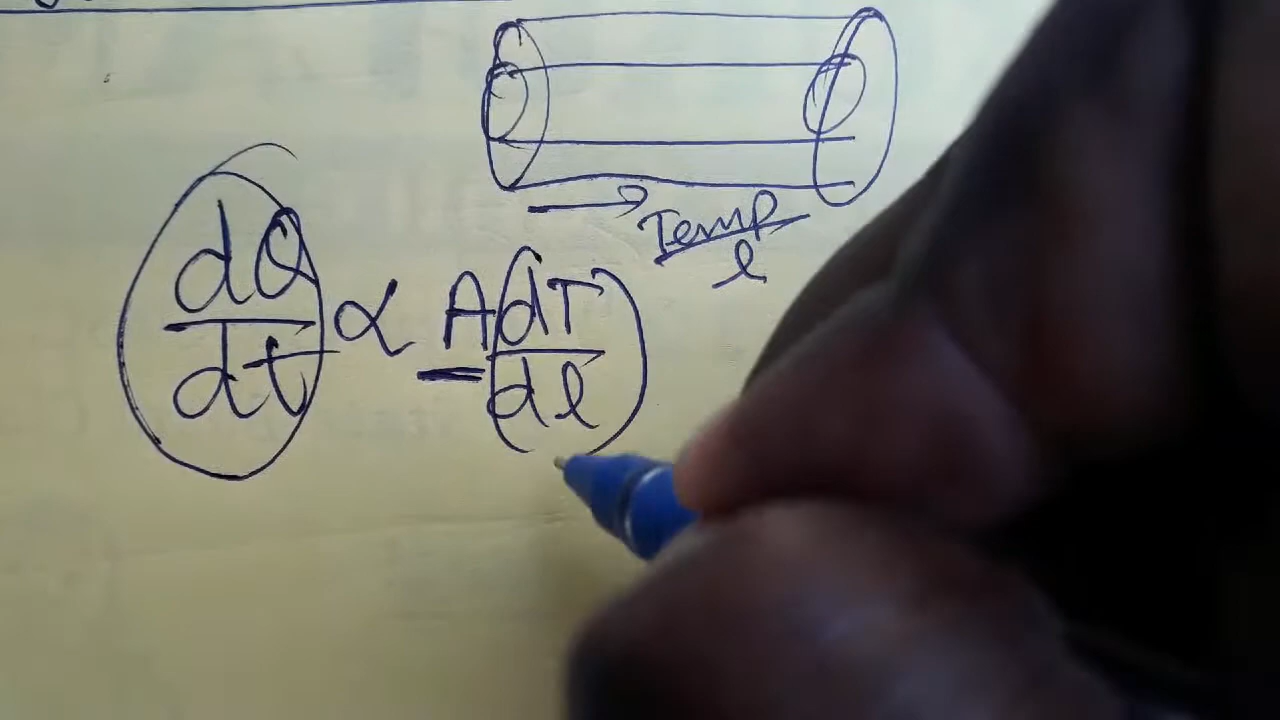 Temp
l
dQ/dt ∝ A(dT/dl)